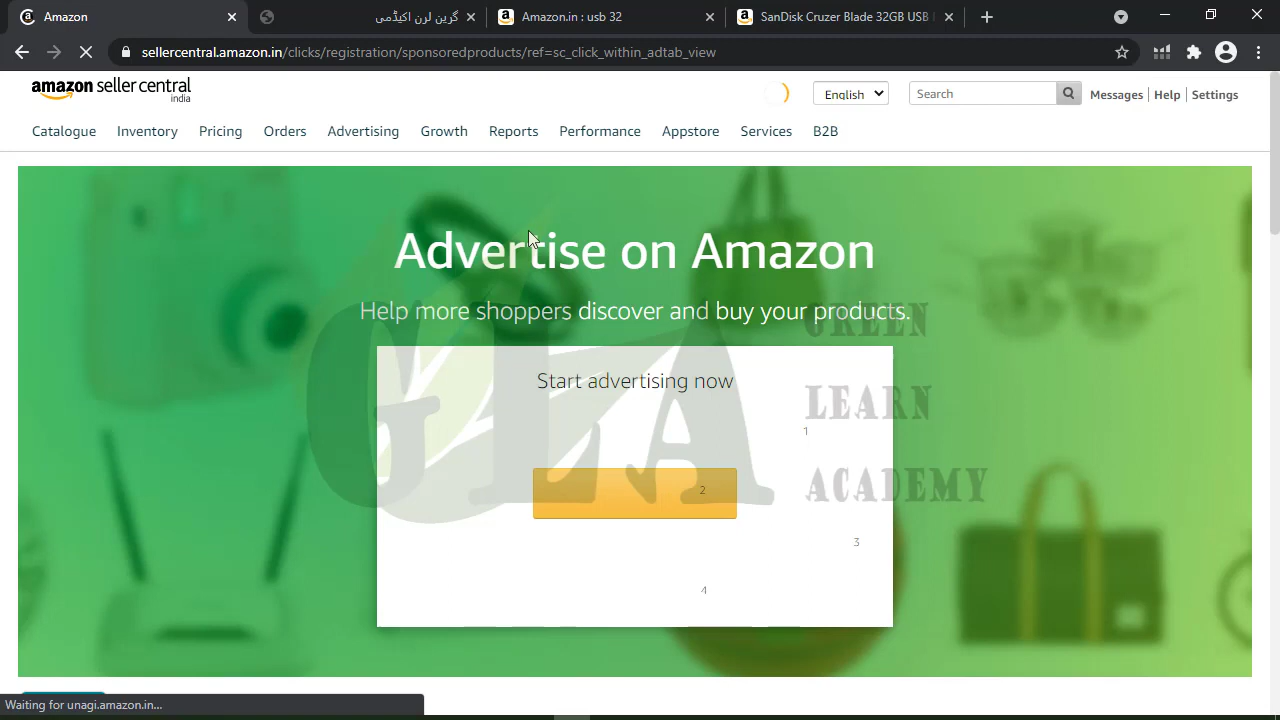 Amazon
گرین لرن اکیڈمی
Amazon.in : usb 32
SanDisk Cruzer Blade 32GB USB
sellercentral.amazon.in/clicks/registration/sponsoredproducts/ref=sc_click_within_adtab_view
amazon seller central
india
English
Search
Messages
Help
Settings
Catalogue
Inventory
Pricing
Orders
Advertising
Growth
Reports
Performance
Appstore
Services
B2B
Advertise on Amazon
Help more shoppers discover and buy your products.
Start advertising now
GLA
GREEN
LEARN
ACADEMY
1
2
3
4
Waiting for unagi.amazon.in...